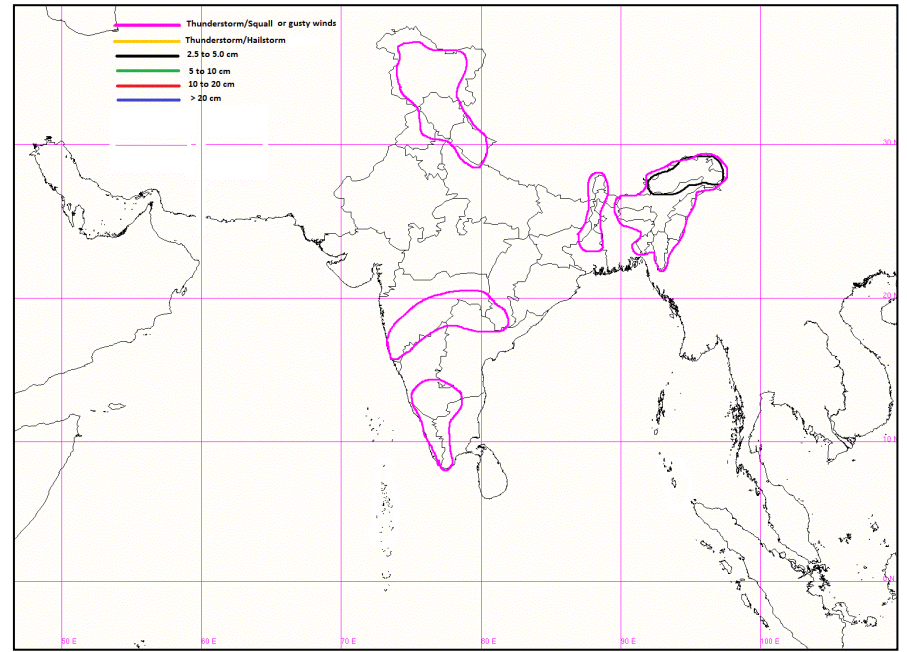 Thunderstorm/Squall or gusty winds
Thunderstorm/Hailstorm
2.5 to 5.0 cm
5 to 10 cm
10 to 20 cm
> 20 cm
30 N
20 N
10 N
0 N
50 E
60 E
70 E
80 E
90 E
100 E